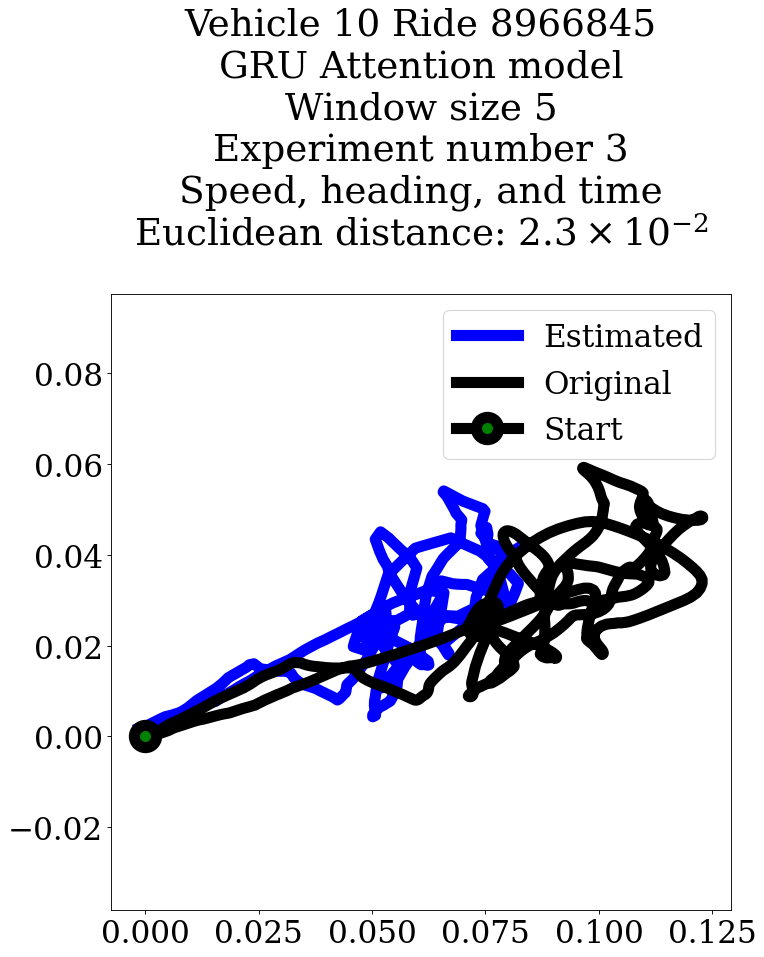 Vehicle 10 Ride 8966845
GRU Attention model
Window size 5
Experiment number 3
Speed, heading, and time
Euclidean distance: 2.3 × 10⁻²
Estimated
Original
Start
0.08
0.06
0.04
0.02
0.00
−0.02
0.000 0.025 0.050 0.075 0.100 0.125